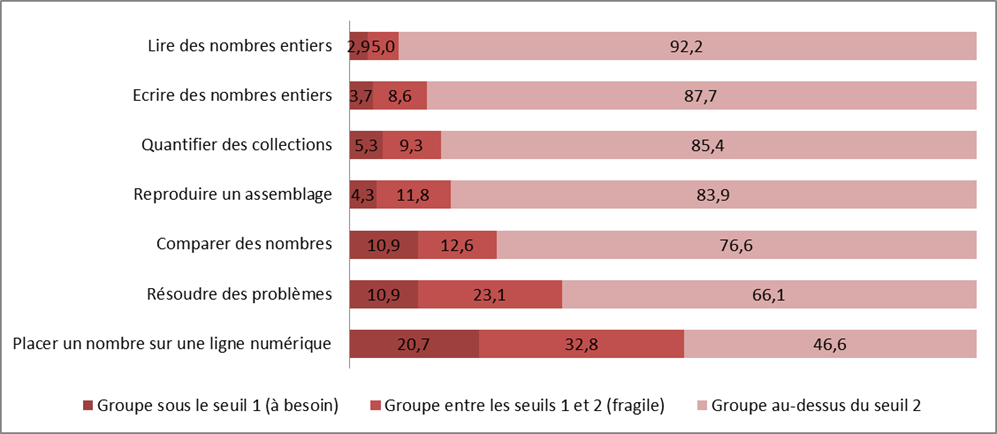 Lire des nombres entiers 2,9 5,0 92,2
Ecrire des nombres entiers 3,7 8,6 87,7
Quantifier des collections 5,3 9,3 85,4
Reproduire un assemblage 4,3 11,8 83,9
Comparer des nombres 10,9 12,6 76,6
Résoudre des problèmes 10,9 23,1 66,1
Placer un nombre sur une ligne numérique 20,7 32,8 46,6
Groupe sous le seuil 1 (à besoin) Groupe entre les seuils 1 et 2 (fragile) Groupe au-dessus du seuil 2